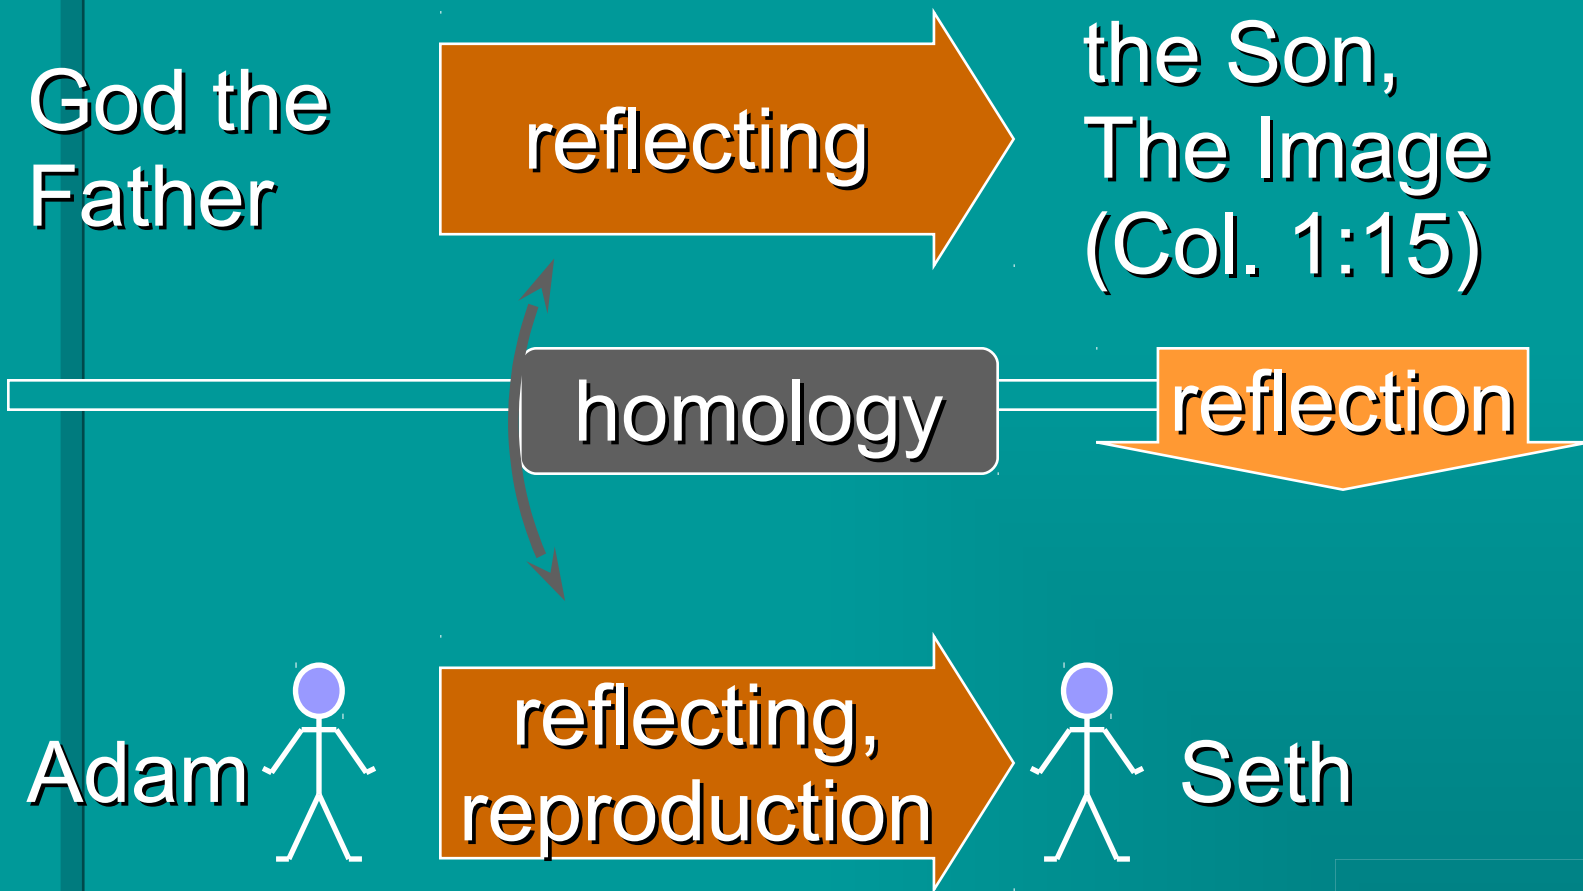 God the
Father
reflecting
the Son,
The Image
(Col. 1:15)
homology
reflection
Adam
reflecting,
reproduction
Seth